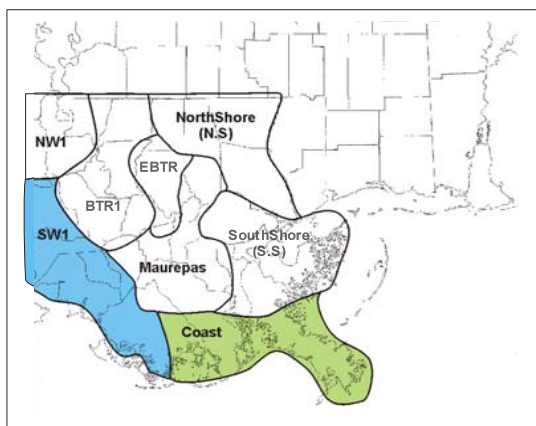 NorthShore
(N.S)
NW1
EBTR
BTR1
SW1
SouthShore
(S.S)
Maurepas
Coast